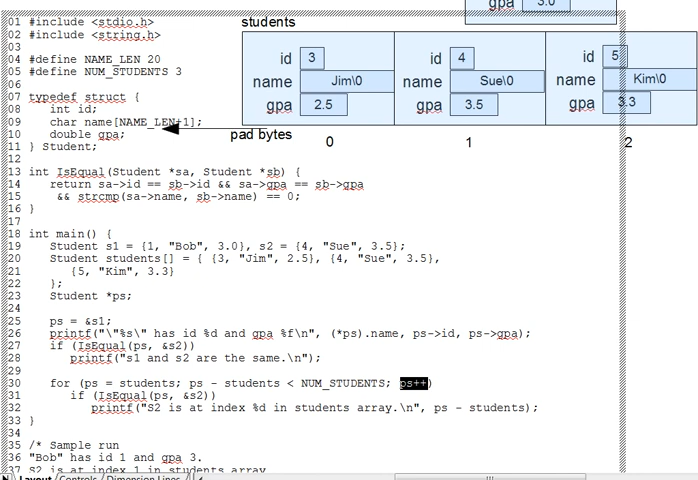 gpa 3.0
students
id 3
name Jim\0
gpa 2.5
0
id 4
name Sue\0
gpa 3.5
1
id 5
name Kim\0
gpa 3.3
2
pad bytes
01 #include <stdio.h>
02 #include <string.h>
03
04 #define NAME_LEN 20
05 #define NUM_STUDENTS 3
06
07 typedef struct {
08    int id;
09    char name[NAME_LEN+1];
10    double gpa;
11 } Student;
12
13 int IsEqual(Student *sa, Student *sb) {
14    return sa->id == sb->id && sa->gpa == sb->gpa
15     && strcmp(sa->name, sb->name) == 0;
16 }
17
18 int main() {
19    Student s1 = {1, "Bob", 3.0}, s2 = {4, "Sue", 3.5};
20    Student students[] = { {3, "Jim", 2.5}, {4, "Sue", 3.5},
21       {5, "Kim", 3.3}
22    };
23    Student *ps;
24
25    ps = &s1;
26    printf("\"%s\" has id %d and gpa %f\n", (*ps).name, ps->id, ps->gpa);
27    if (IsEqual(ps, &s2))
28       printf("s1 and s2 are the same.\n");
29
30    for (ps = students; ps - students < NUM_STUDENTS; ps++)
31       if (IsEqual(ps, &s2))
32          printf("S2 is at index %d in students array.\n", ps - students);
33 }
34
35 /* Sample run
36 "Bob" has id 1 and gpa 3.
37 S2 is at index 1 in students array
Layout / Controls / Dimension Lines